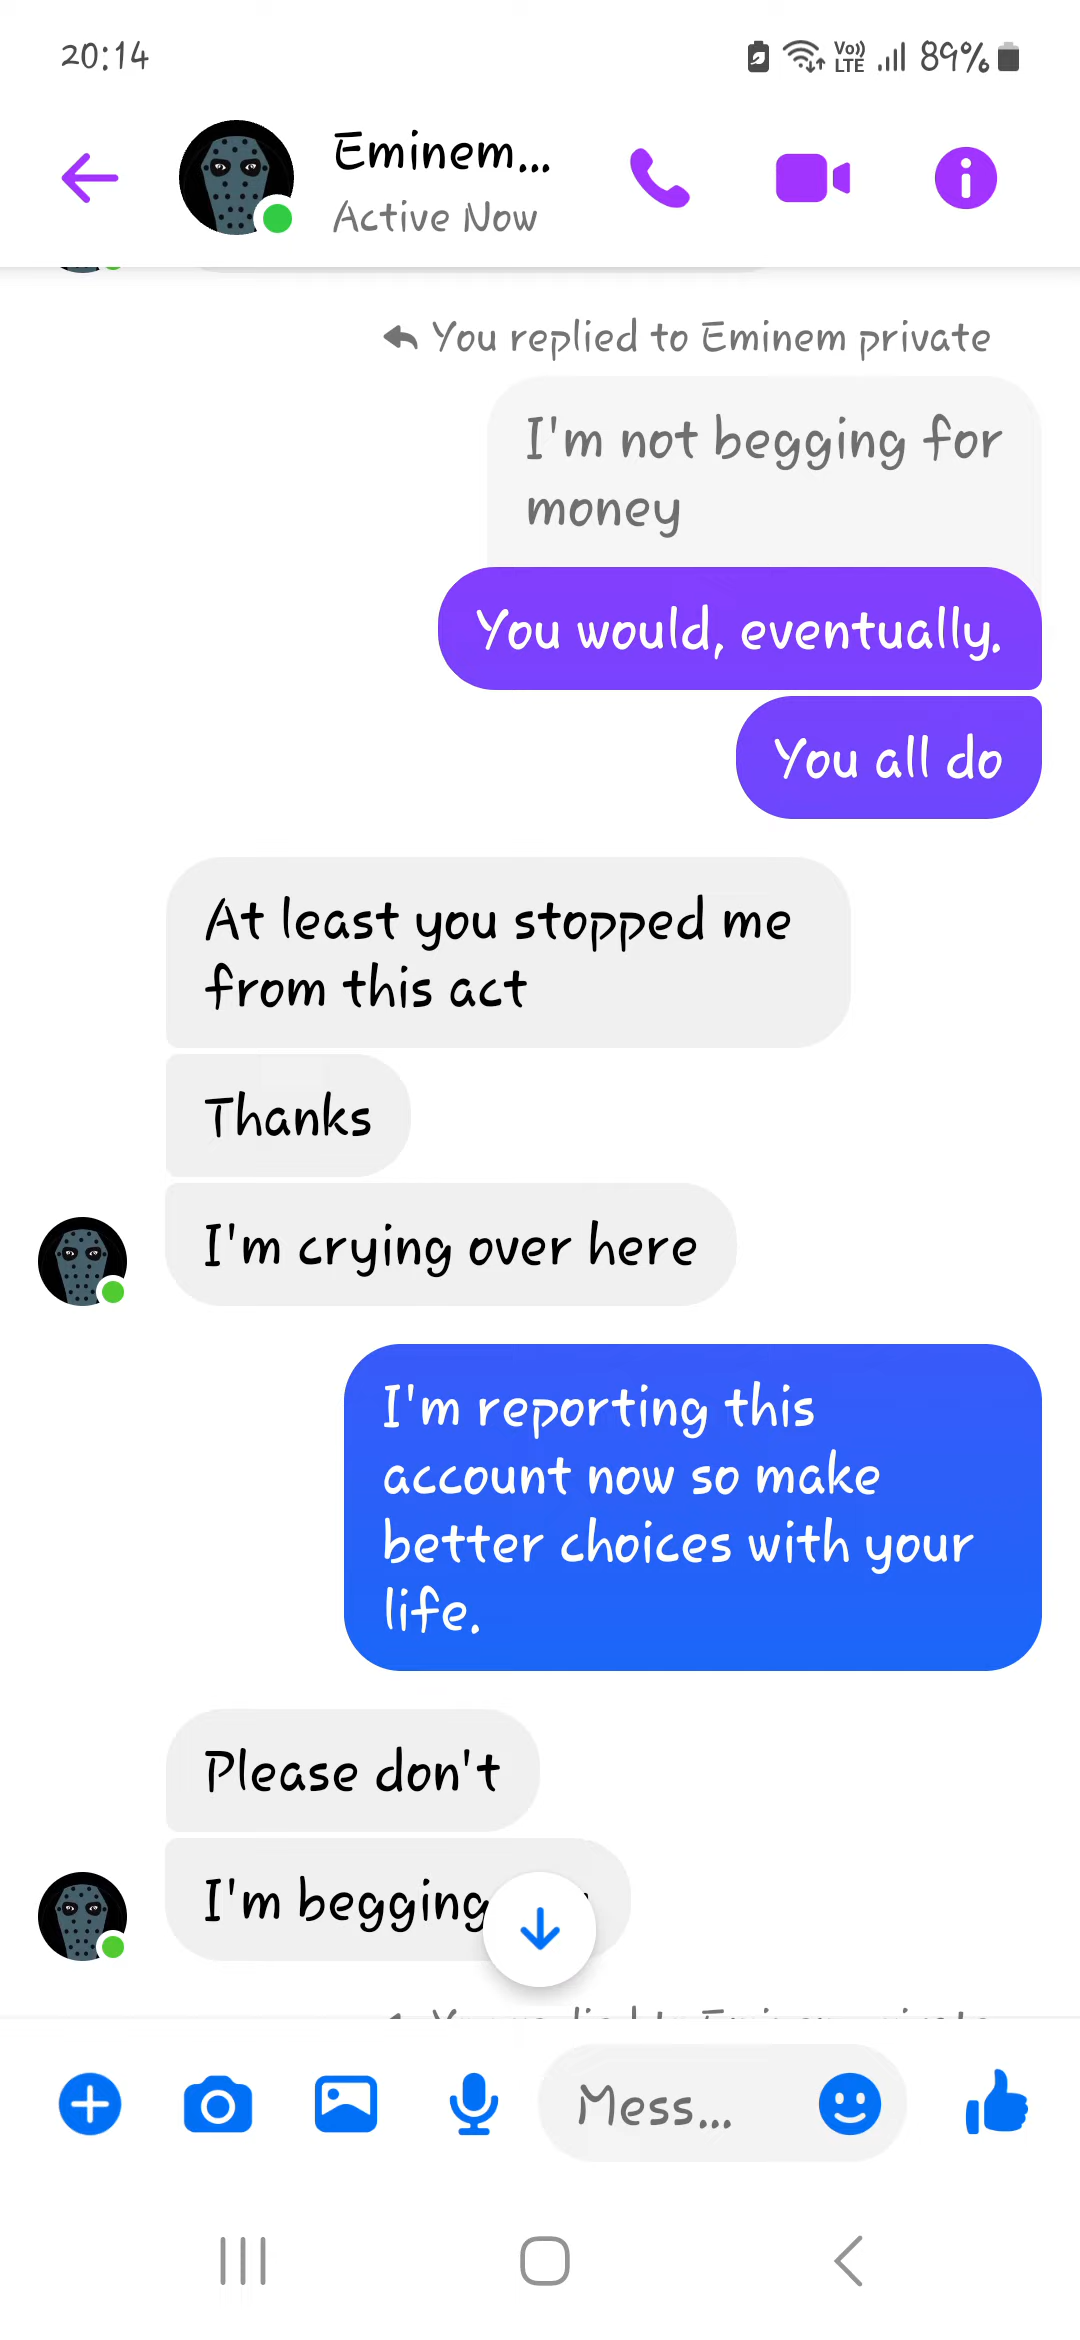 20:14
Vo)) LTE
89%
Eminem...
Active Now
You replied to Eminem private
I'm not begging for
money
You would, eventually.
You all do
At least you stopped me
from this act
Thanks
I'm crying over here
I'm reporting this
account now so make
better choices with your
life.
Please don't
I'm begging
Mess...